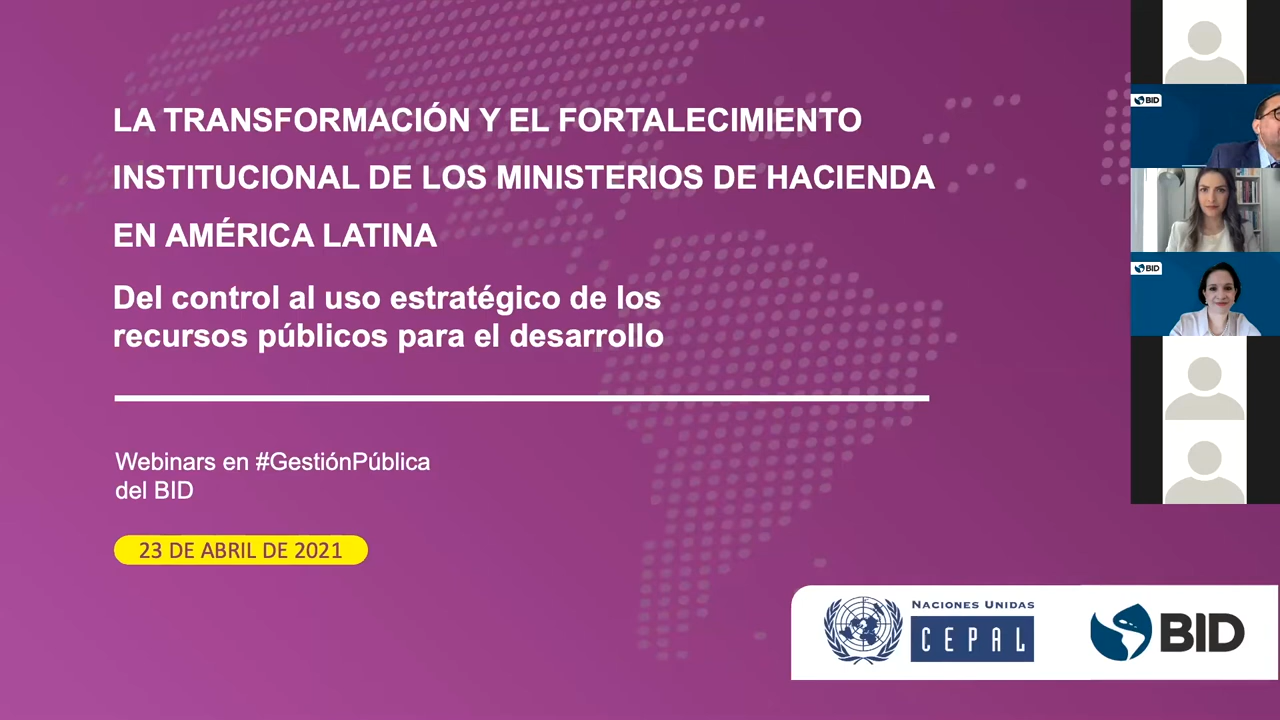 LA TRANSFORMACIÓN Y EL FORTALECIMIENTO
INSTITUCIONAL DE LOS MINISTERIOS DE HACIENDA
EN AMÉRICA LATINA
Del control al uso estratégico de los
recursos públicos para el desarrollo
Webinars en #GestiónPública
del BID
23 DE ABRIL DE 2021
NACIONES UNIDAS
CEPAL
BID
BID
BID